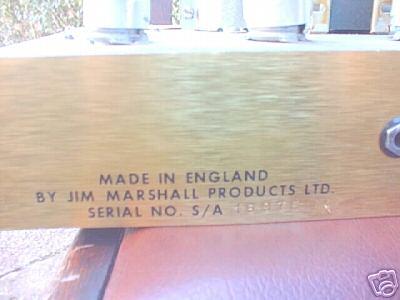 MADE IN ENGLAND
BY JIM MARSHALL PRODUCTS LTD.
SERIAL NO. S/A